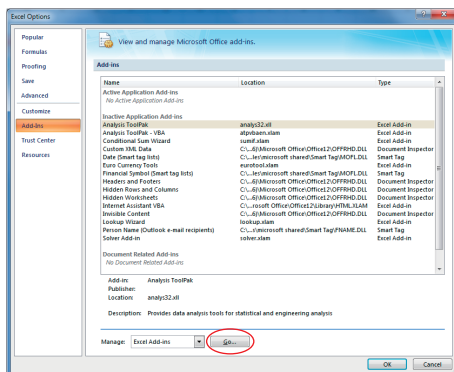 Excel Options
Popular
Formulas
Proofing
Save
Advanced
Customize
Add-Ins
Trust Center
Resources
View and manage Microsoft Office add-ins.
Add-ins
Name Location Type
Active Application Add-ins
No Active Application Add-ins
Inactive Application Add-ins
Analysis ToolPak analys32.xll Excel Add-in
Analysis ToolPak - VBA atpvbaen.xlam Excel Add-in
Conditional Sum Wizard sumif.xlam Excel Add-in
Custom XML Data C:\...6)\Microsoft Office\Office12\OFFRHD.DLL Document Inspector
Date (Smart tag lists) C:\...les\microsoft shared\Smart Tag\MOFL.DLL Smart Tag
Euro Currency Tools eurotool.xlam Excel Add-in
Financial Symbol (Smart tag lists) C:\...les\microsoft shared\Smart Tag\MOFL.DLL Smart Tag
Headers and Footers C:\...6)\Microsoft Office\Office12\OFFRHD.DLL Document Inspector
Hidden Rows and Columns C:\...6)\Microsoft Office\Office12\OFFRHD.DLL Document Inspector
Hidden Worksheets C:\...6)\Microsoft Office\Office12\OFFRHD.DLL Document Inspector
Internet Assistant VBA C:\...rosoft Office\Office12\Library\HTML.XLAM Excel Add-in
Invisible Content C:\...6)\Microsoft Office\Office12\OFFRHD.DLL Document Inspector
Lookup Wizard lookup.xlam Excel Add-in
Person Name (Outlook e-mail recipients) C:\...s\microsoft shared\Smart Tag\FNAME.DLL Smart Tag
Solver Add-in solver.xlam Excel Add-in
Document Related Add-ins
No Document Related Add-ins
Add-in: Analysis ToolPak
Publisher:
Location: analys32.xll
Description: Provides data analysis tools for statistical and engineering analysis
Manage: Excel Add-ins Go...
OK Cancel